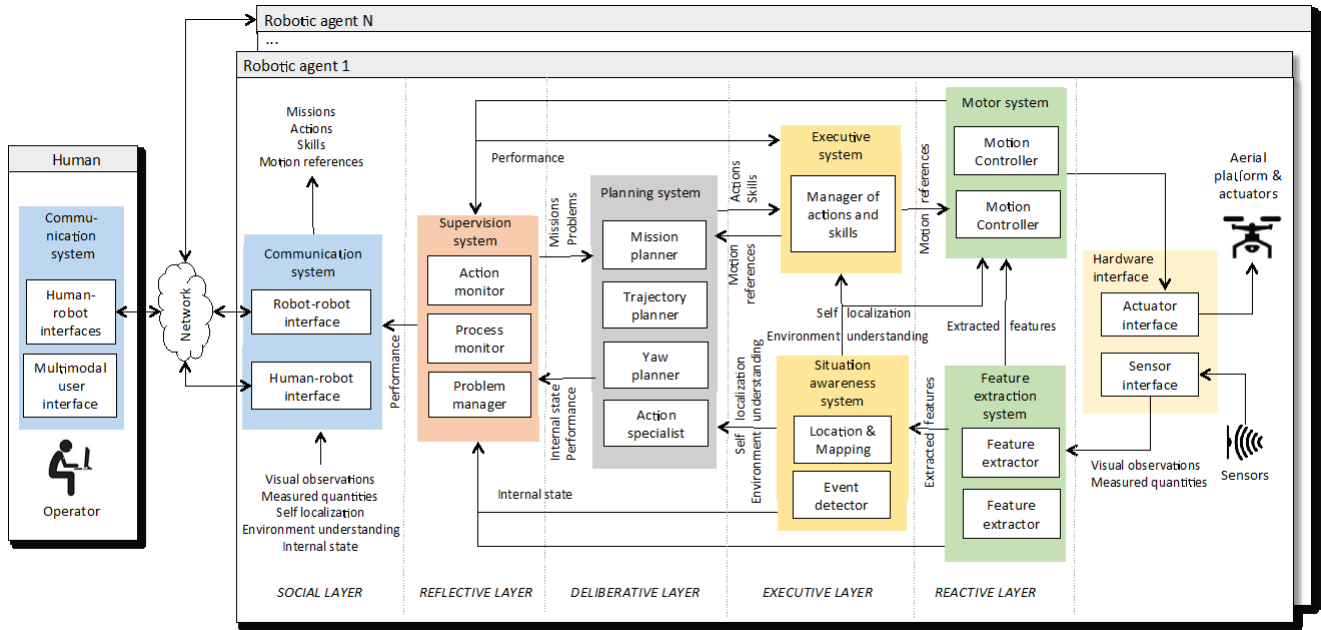 Robotic agent N
...
Robotic agent 1
Human
Commu-
nication
system
Human-
robot
interfaces
Multimodal
user
interface
Operator
Network
Missions
Actions
Skills
Motion references
Communication
system
Robot-robot
interface
Human-robot
interface
Visual observations
Measured quantities
Self localization
Environment understanding
Internal state
SOCIAL LAYER
Performance
Supervision
system
Action
monitor
Process
monitor
Problem
manager
REFLECTIVE LAYER
Performance
Missions
Problems
Internal state
Performance
Internal state
Planning system
Mission
planner
Trajectory
planner
Yaw
planner
Action
specialist
DELIBERATIVE LAYER
Actions
Skills
Motion
references
Self localization
Environment understanding
Executive
system
Manager of
actions and
skills
Self localization
Environment understanding
Situation
awareness
system
Location &
Mapping
Event
detector
EXECUTIVE LAYER
Motion references
Extracted features
Motor system
Motion
Controller
Motion
Controller
Extracted features
Feature
extraction
system
Feature
extractor
Feature
extractor
REACTIVE LAYER
Hardware
interface
Actuator
interface
Sensor
interface
Visual observations
Measured quantities
Aerial
platform &
actuators
Sensors